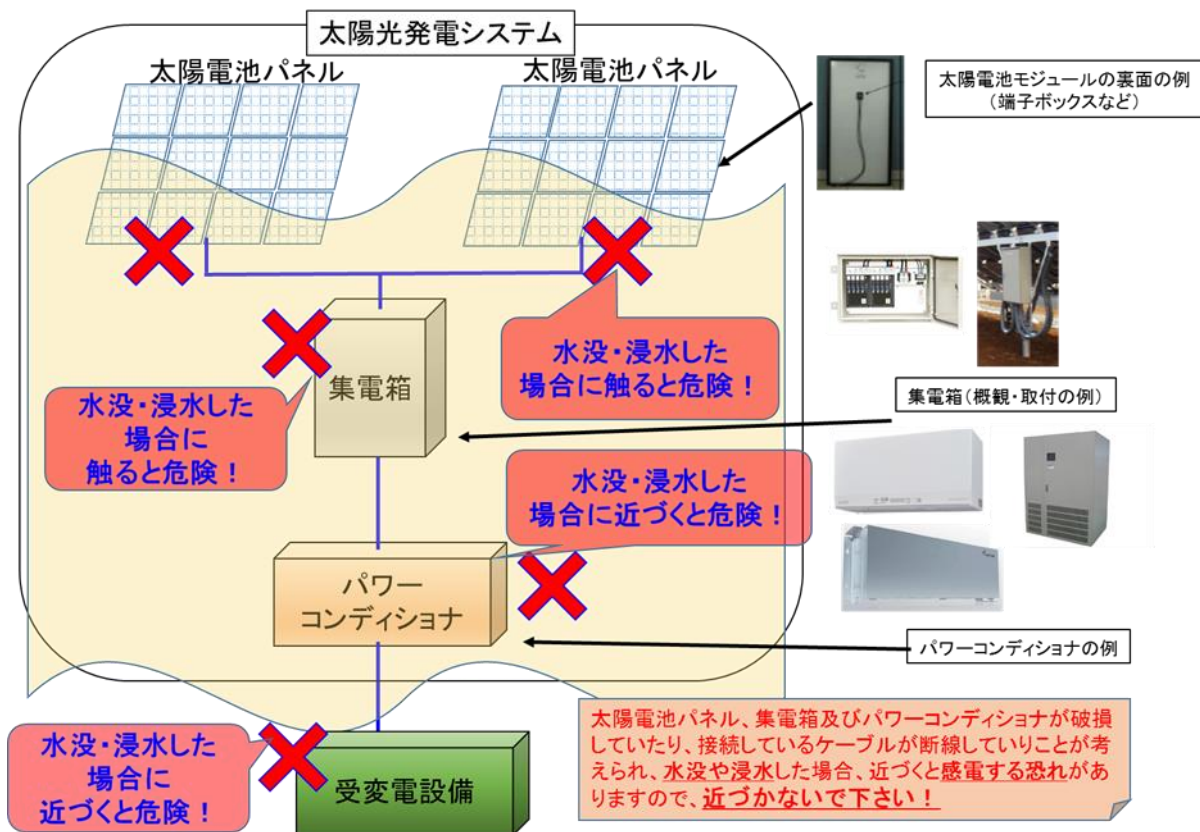 太陽光発電システム
太陽電池パネル
太陽電池パネル
太陽電池モジュールの裏面の例
(端子ボックスなど)
水没・浸水した
場合に触ると危険！
集電箱
水没・浸水した
場合に
触ると危険！
集電箱(概観・取付の例)
水没・浸水した
場合に近づくと危険！
パワー
コンディショナ
パワーコンディショナの例
太陽電池パネル、集電箱及びパワーコンディショナが破損
していたり、接続しているケーブルが断線していりことが考
えられ、水没や浸水した場合、近づくと感電する恐れがあ
りますので、近づかないで下さい！
水没・浸水した
場合に
近づくと危険！
受変電設備